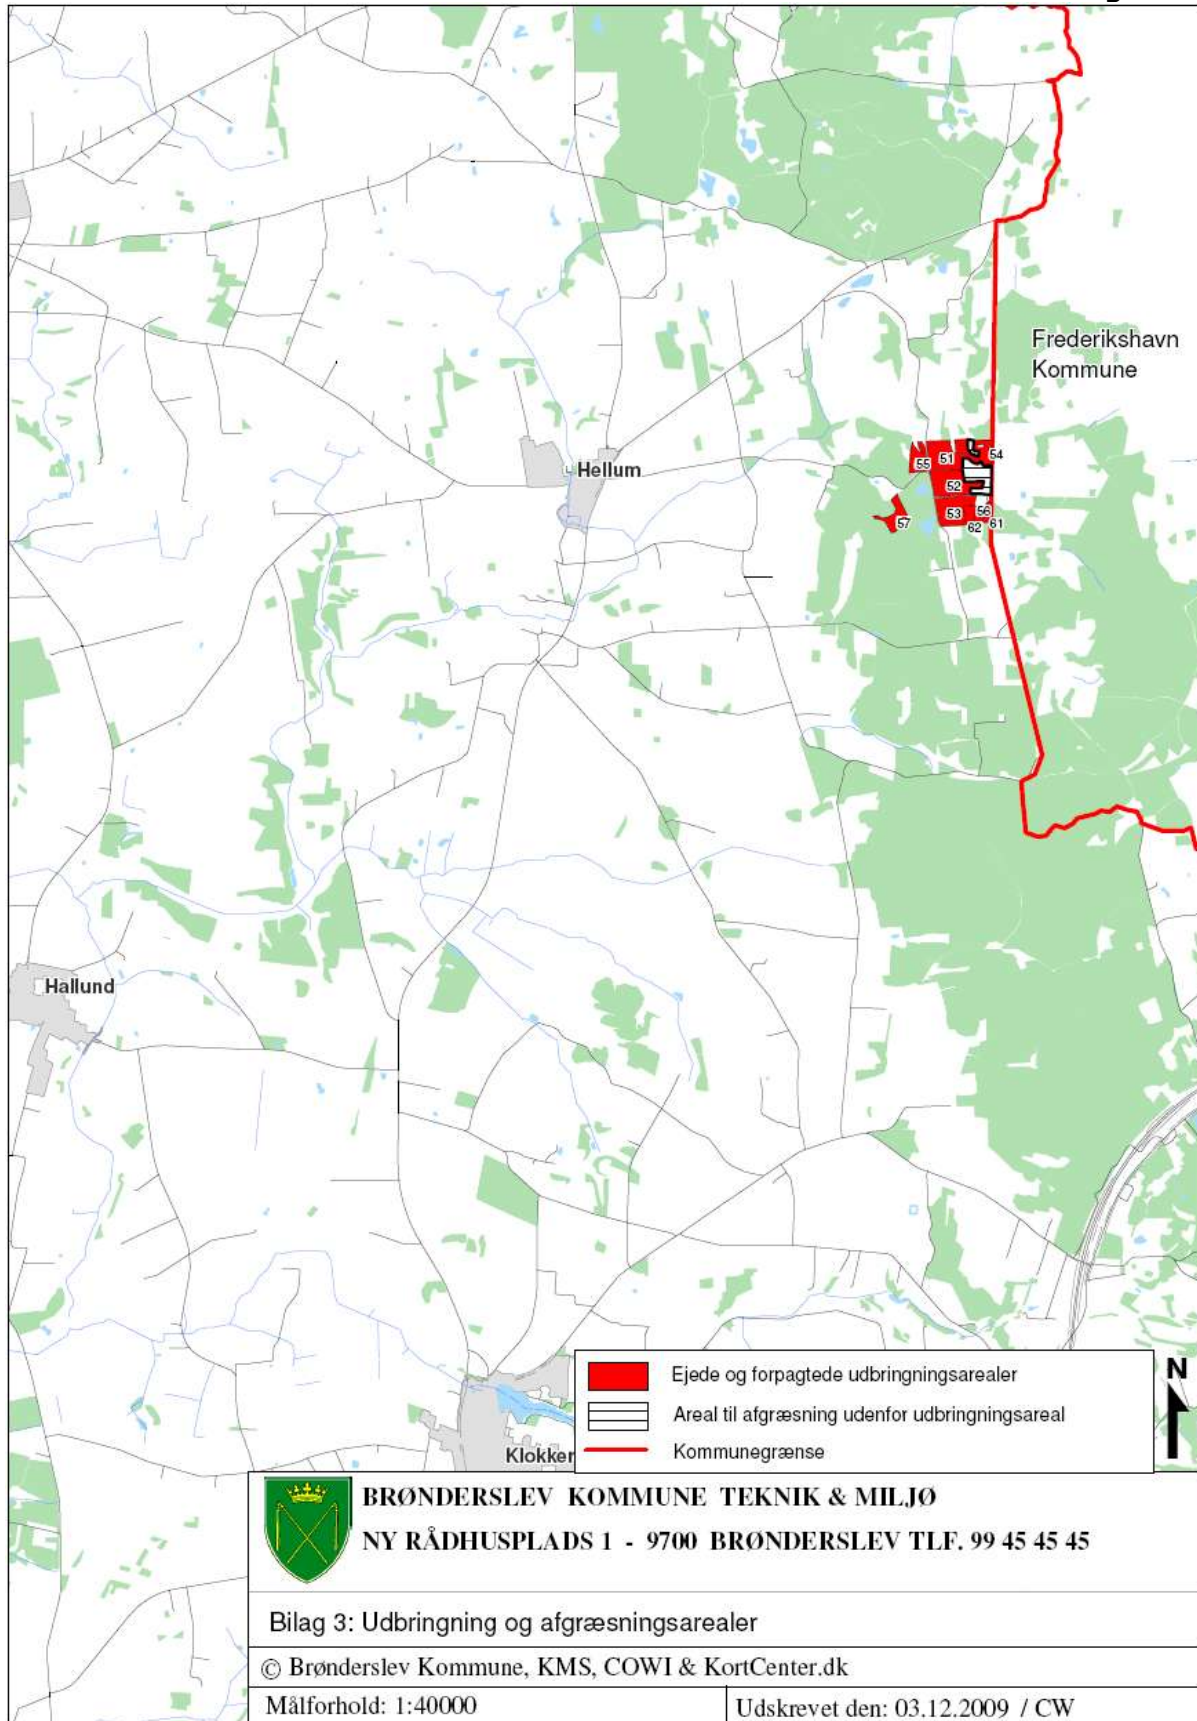 Frederikshavn
Kommune
51
54
55
52
53
56
57
62
61
Hellum
Hallund
Klokker
Ejede og forpagtede udbringningsarealer
Areal til afgræsning udenfor udbringningsareal
Kommunegrænse
N
BRØNDERSLEV KOMMUNE TEKNIK & MILJØ
NY RÅDHUSPLADS 1 - 9700 BRØNDERSLEV TLF. 99 45 45 45
Bilag 3: Udbringning og afgræsningsarealer
© Brønderslev Kommune, KMS, COWI & KortCenter.dk
Målforhold: 1:40000
Udskrevet den: 03.12.2009 / CW